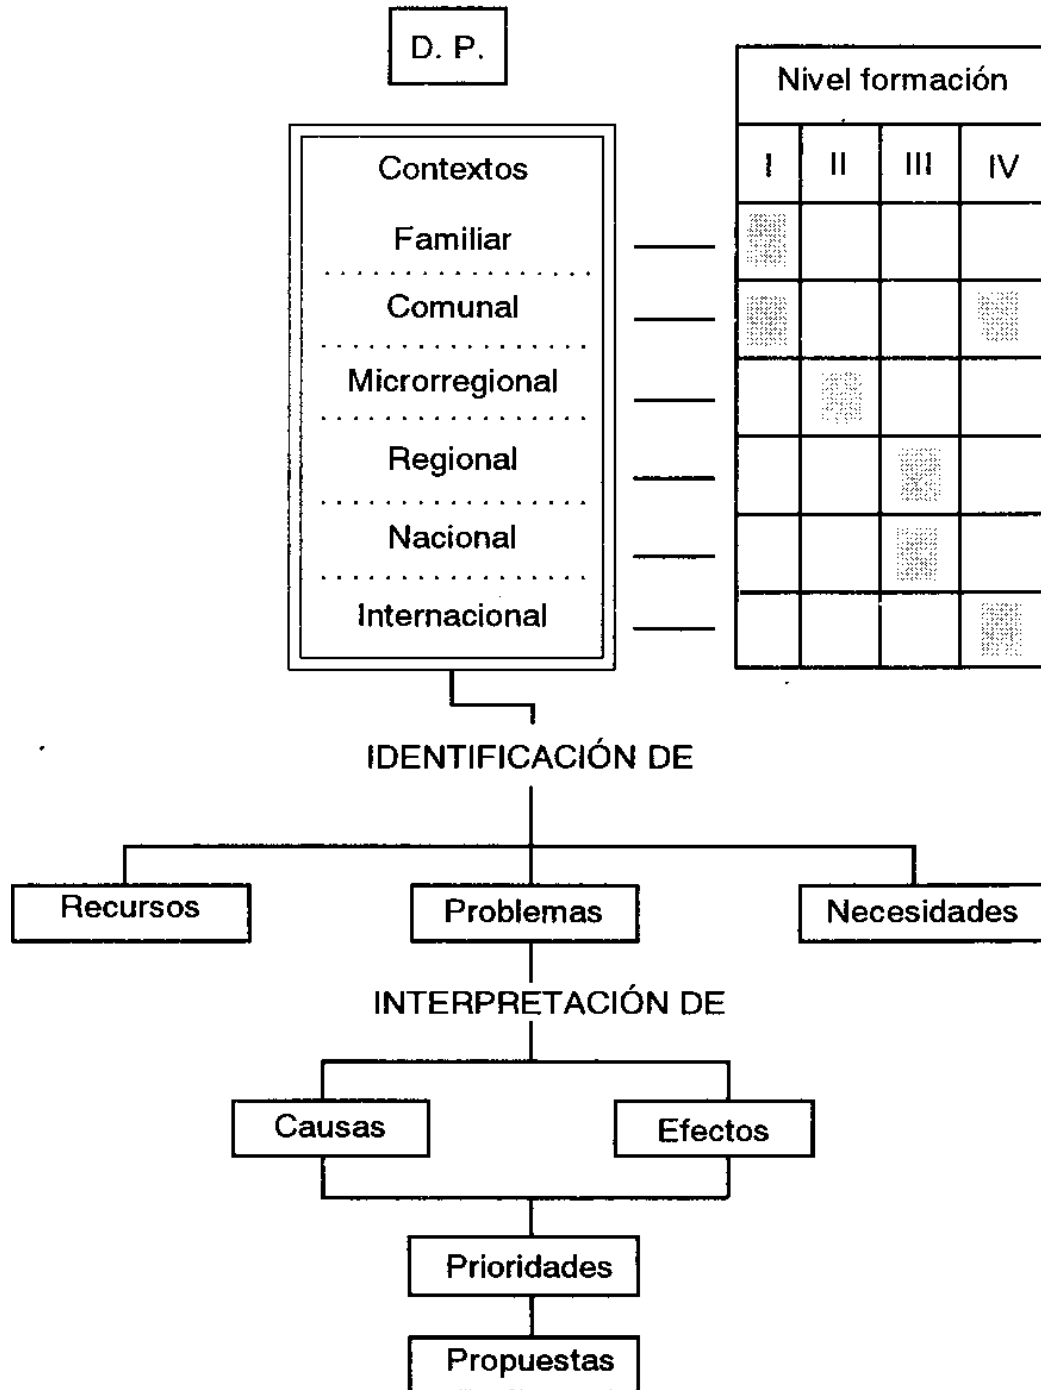 D. P.
Nivel formación
I II III IV
Contextos
Familiar
Comunal
Microrregional
Regional
Nacional
Internacional
IDENTIFICACIÓN DE
Recursos Problemas Necesidades
INTERPRETACIÓN DE
Causas Efectos
Prioridades
Propuestas